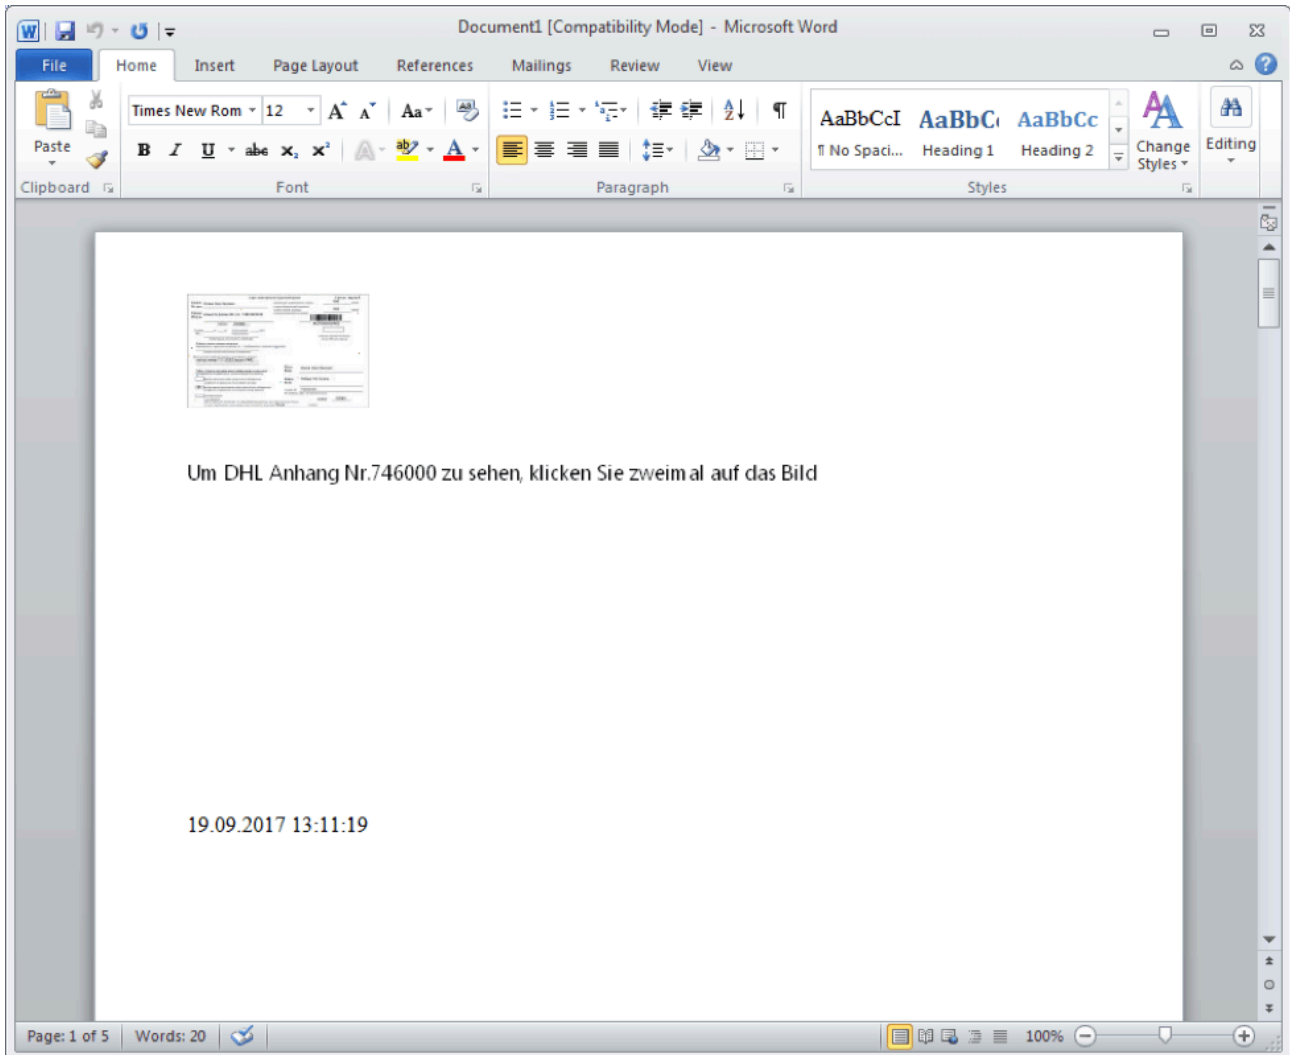 Document1 [Compatibility Mode] - Microsoft Word
File Home Insert Page Layout References Mailings Review View
Times New Rom 12 Aa
Paste
B I U abc x₂ x² A
AaBbCcI AaBbC AaBbCc
¶ No Spaci... Heading 1 Heading 2
Change Styles
Editing
Clipboard Font Paragraph Styles
Um DHL Anhang Nr.746000 zu sehen, klicken Sie zweimal auf das Bild
19.09.2017 13:11:19
Page: 1 of 5 Words: 20 100%